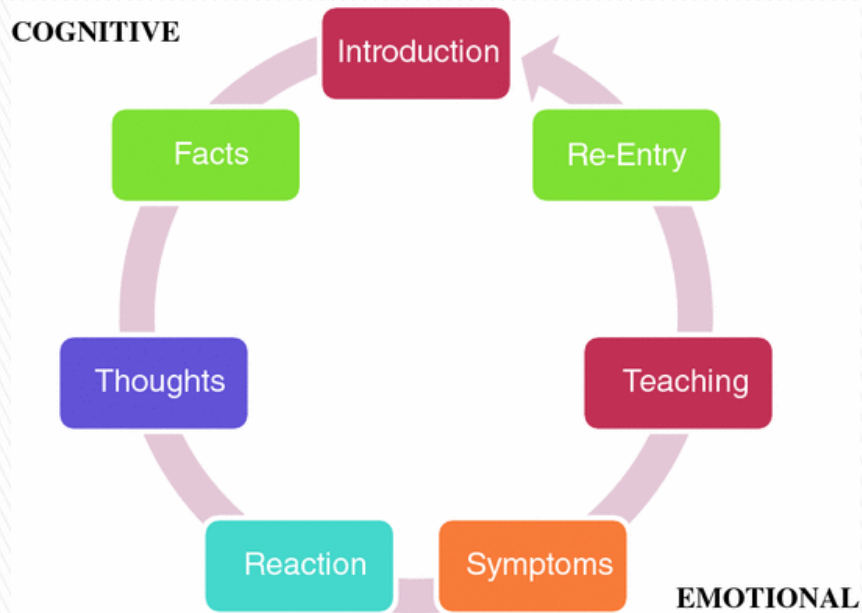 COGNITIVE
Introduction
Facts
Re-Entry
Thoughts
Teaching
Reaction
Symptoms
EMOTIONAL